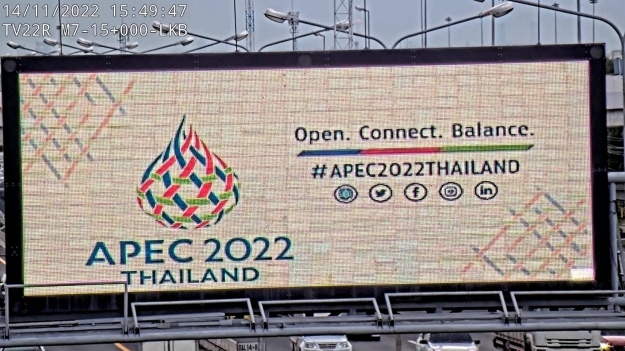 14/11/2022 15:49:47
TV22R M7-15+000-LKB
Open. Connect. Balance.
#APEC2022THAILAND
APEC 2022
THAILAND